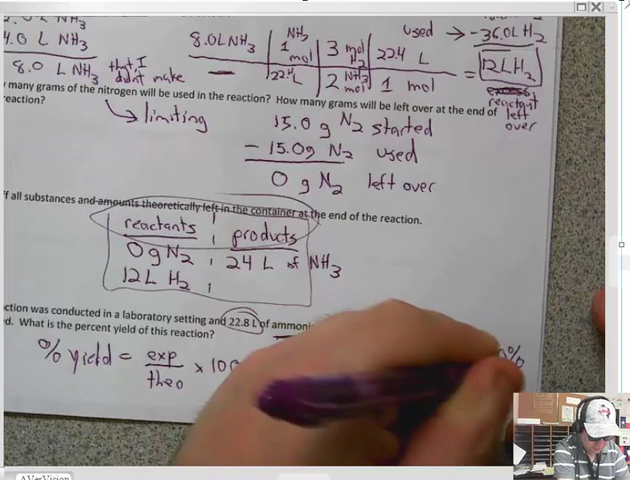 4.0 L NH3
8.0 L NH3 that I didn't make
8.0L NH3 | 1 mol NH3 | 3 mol H2 | 22.4 L
22.4L | 2 mol NH3 | 1 mol
= 12 L H2
used → -36.0L H2
excess reactant left over
many grams of the nitrogen will be used in the reaction? How many grams will be left over at the end of
reaction?
↳ limiting
15.0 g N2 started
- 15.0g N2 used
0 g N2 left over
f all substances and amounts theoretically left in the container at the end of the reaction.
reactants | products
0 g N2 | 24 L of NH3
12 L H2
ction was conducted in a laboratory setting and 22.8 L of ammoni
d. What is the percent yield of this reaction?
% yield = exp/theo × 100
%
AVerVision